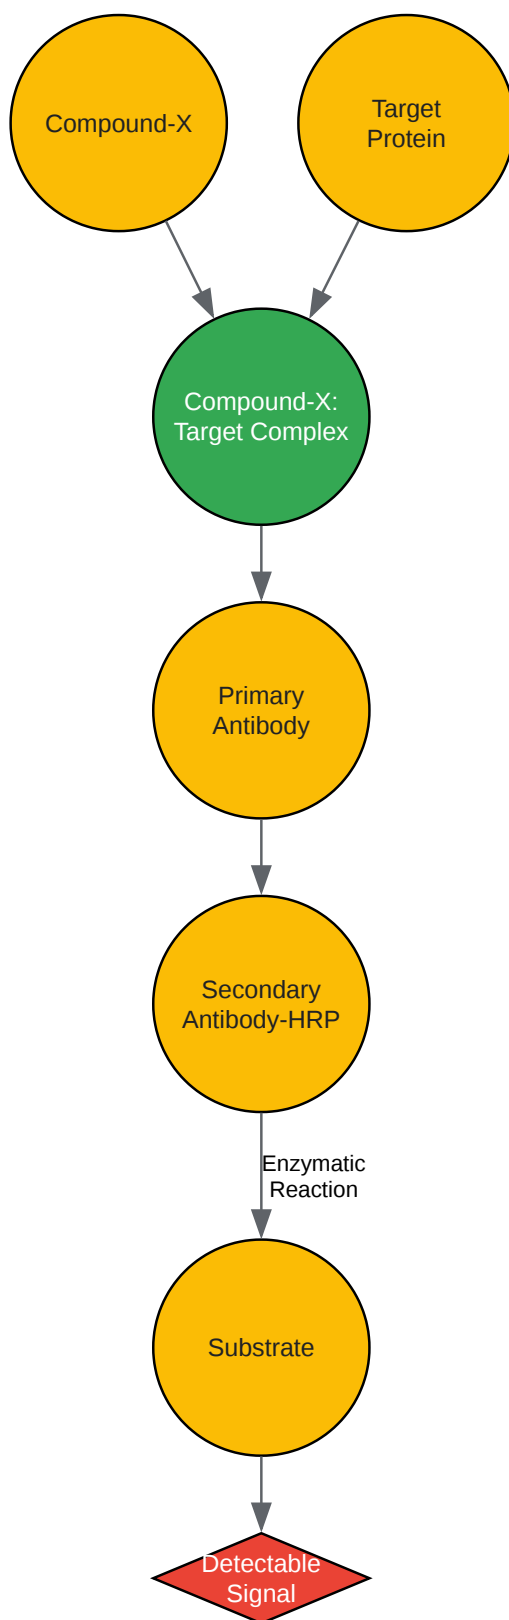 Compound-X
Target
Protein
Compound-X:
Target Complex
Primary
Antibody
Secondary
Antibody-HRP
Enzymatic
Reaction
Substrate
Detectable
Signal